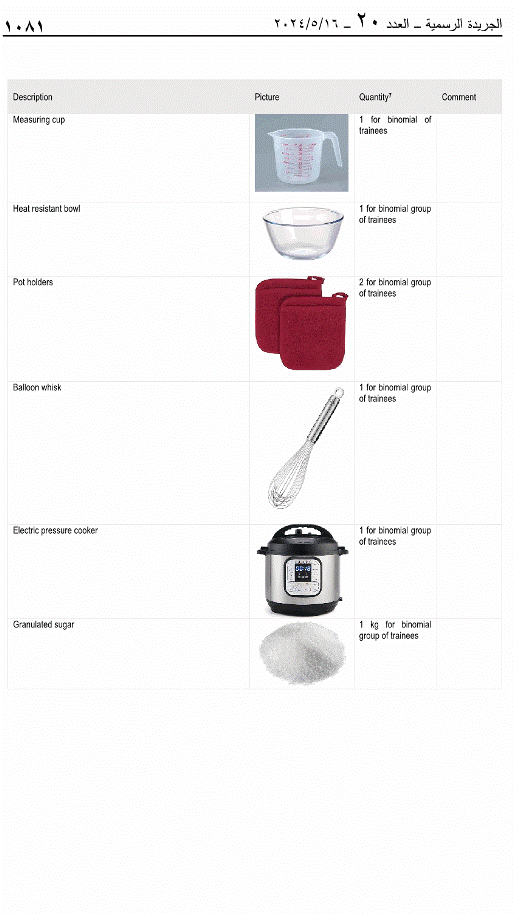 ١٠٨١
الجريدة الرسمية ــ العدد ٢٠ ــ ٢٠٢٤/٥/١٦
Description Picture Quantity⁷ Comment
Measuring cup 1 for binomial of
trainees
Heat resistant bowl 1 for binomial group
of trainees
Pot holders 2 for binomial group
of trainees
Balloon whisk 1 for binomial group
of trainees
Electric pressure cooker 1 for binomial group
of trainees
Granulated sugar 1 kg for binomial
group of trainees